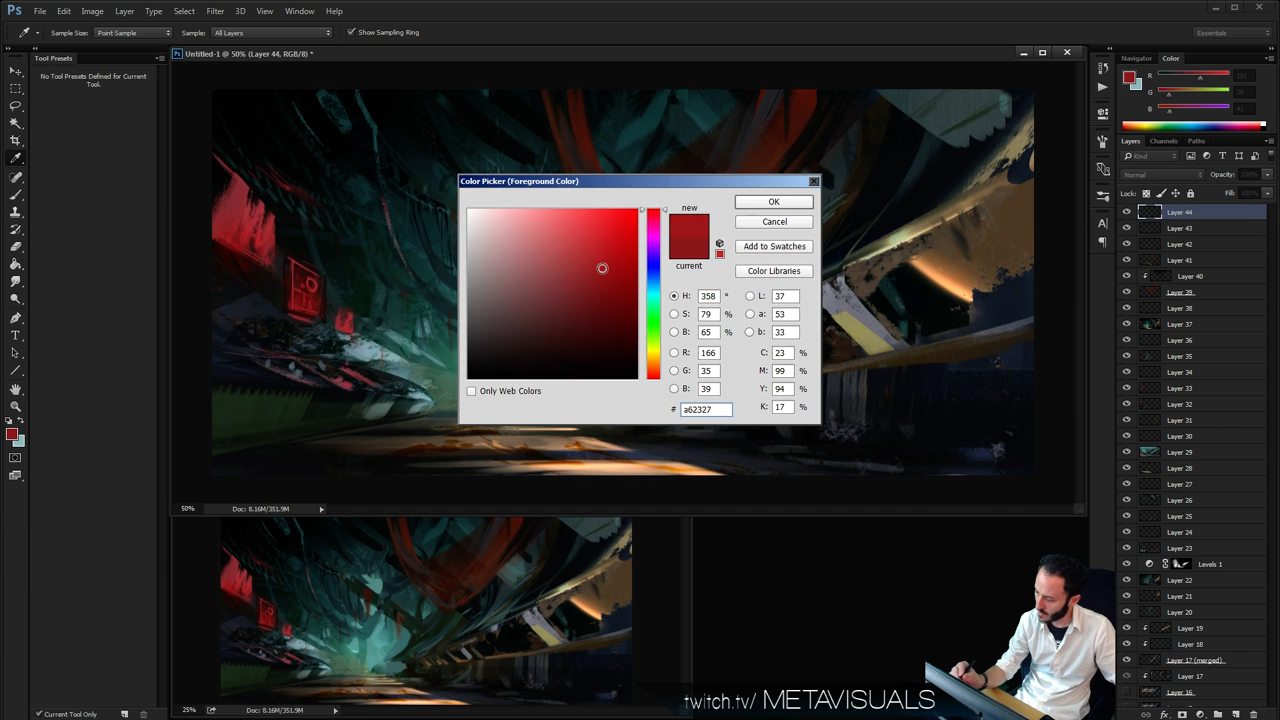 Ps File Edit Image Layer Type Select Filter 3D View Window Help
Sample Size: Point Sample Sample: All Layers Show Sampling Ring Essentials
Tool Presets
No Tool Presets Defined for Current
Tool.
Untitled-1 @ 50% (Layer 44, RGB/8) *
Navigator Color
R
G
B
Layers Channels Paths
Kind
Normal Opacity:
Lock: Fill:
Color Picker (Foreground Color)
new
current
OK
Cancel
Add to Swatches
Color Libraries
H: 358 ° L: 37
S: 79 % a: 53
B: 65 % b: 33
R: 166 C: 23 %
G: 35 M: 99 %
B: 39 Y: 94 %
# a62327 K: 17 %
Only Web Colors
Layer 44
Layer 43
Layer 42
Layer 41
Layer 40
Layer 39
Layer 38
Layer 37
Layer 36
Layer 35
Layer 34
Layer 33
Layer 32
Layer 31
Layer 30
Layer 29
Layer 28
Layer 27
Layer 26
Layer 25
Layer 24
Layer 23
Levels 1
Layer 22
Layer 21
Layer 20
Layer 19
Layer 18
Layer 17 (merged)
Layer 17
Layer 16
50% Doc: 8.16M/351.9M
25% Doc: 8.16M/351.9M
Current Tool Only
twitch.tv/ METAVISUALS